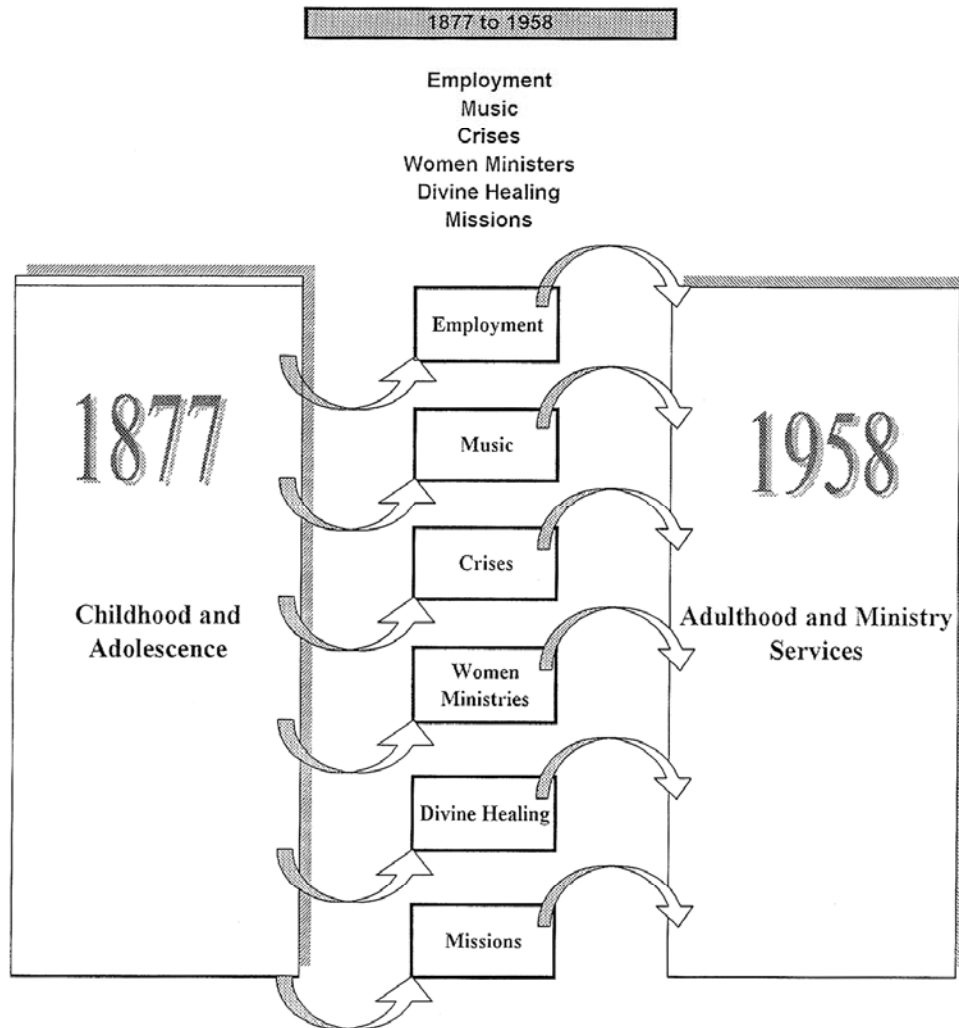 1877 to 1958
Employment
Music
Crises
Women Ministers
Divine Healing
Missions
1877
Childhood and
Adolescence
Employment
Music
Crises
Women
Ministries
Divine Healing
Missions
1958
Adulthood and Ministry
Services